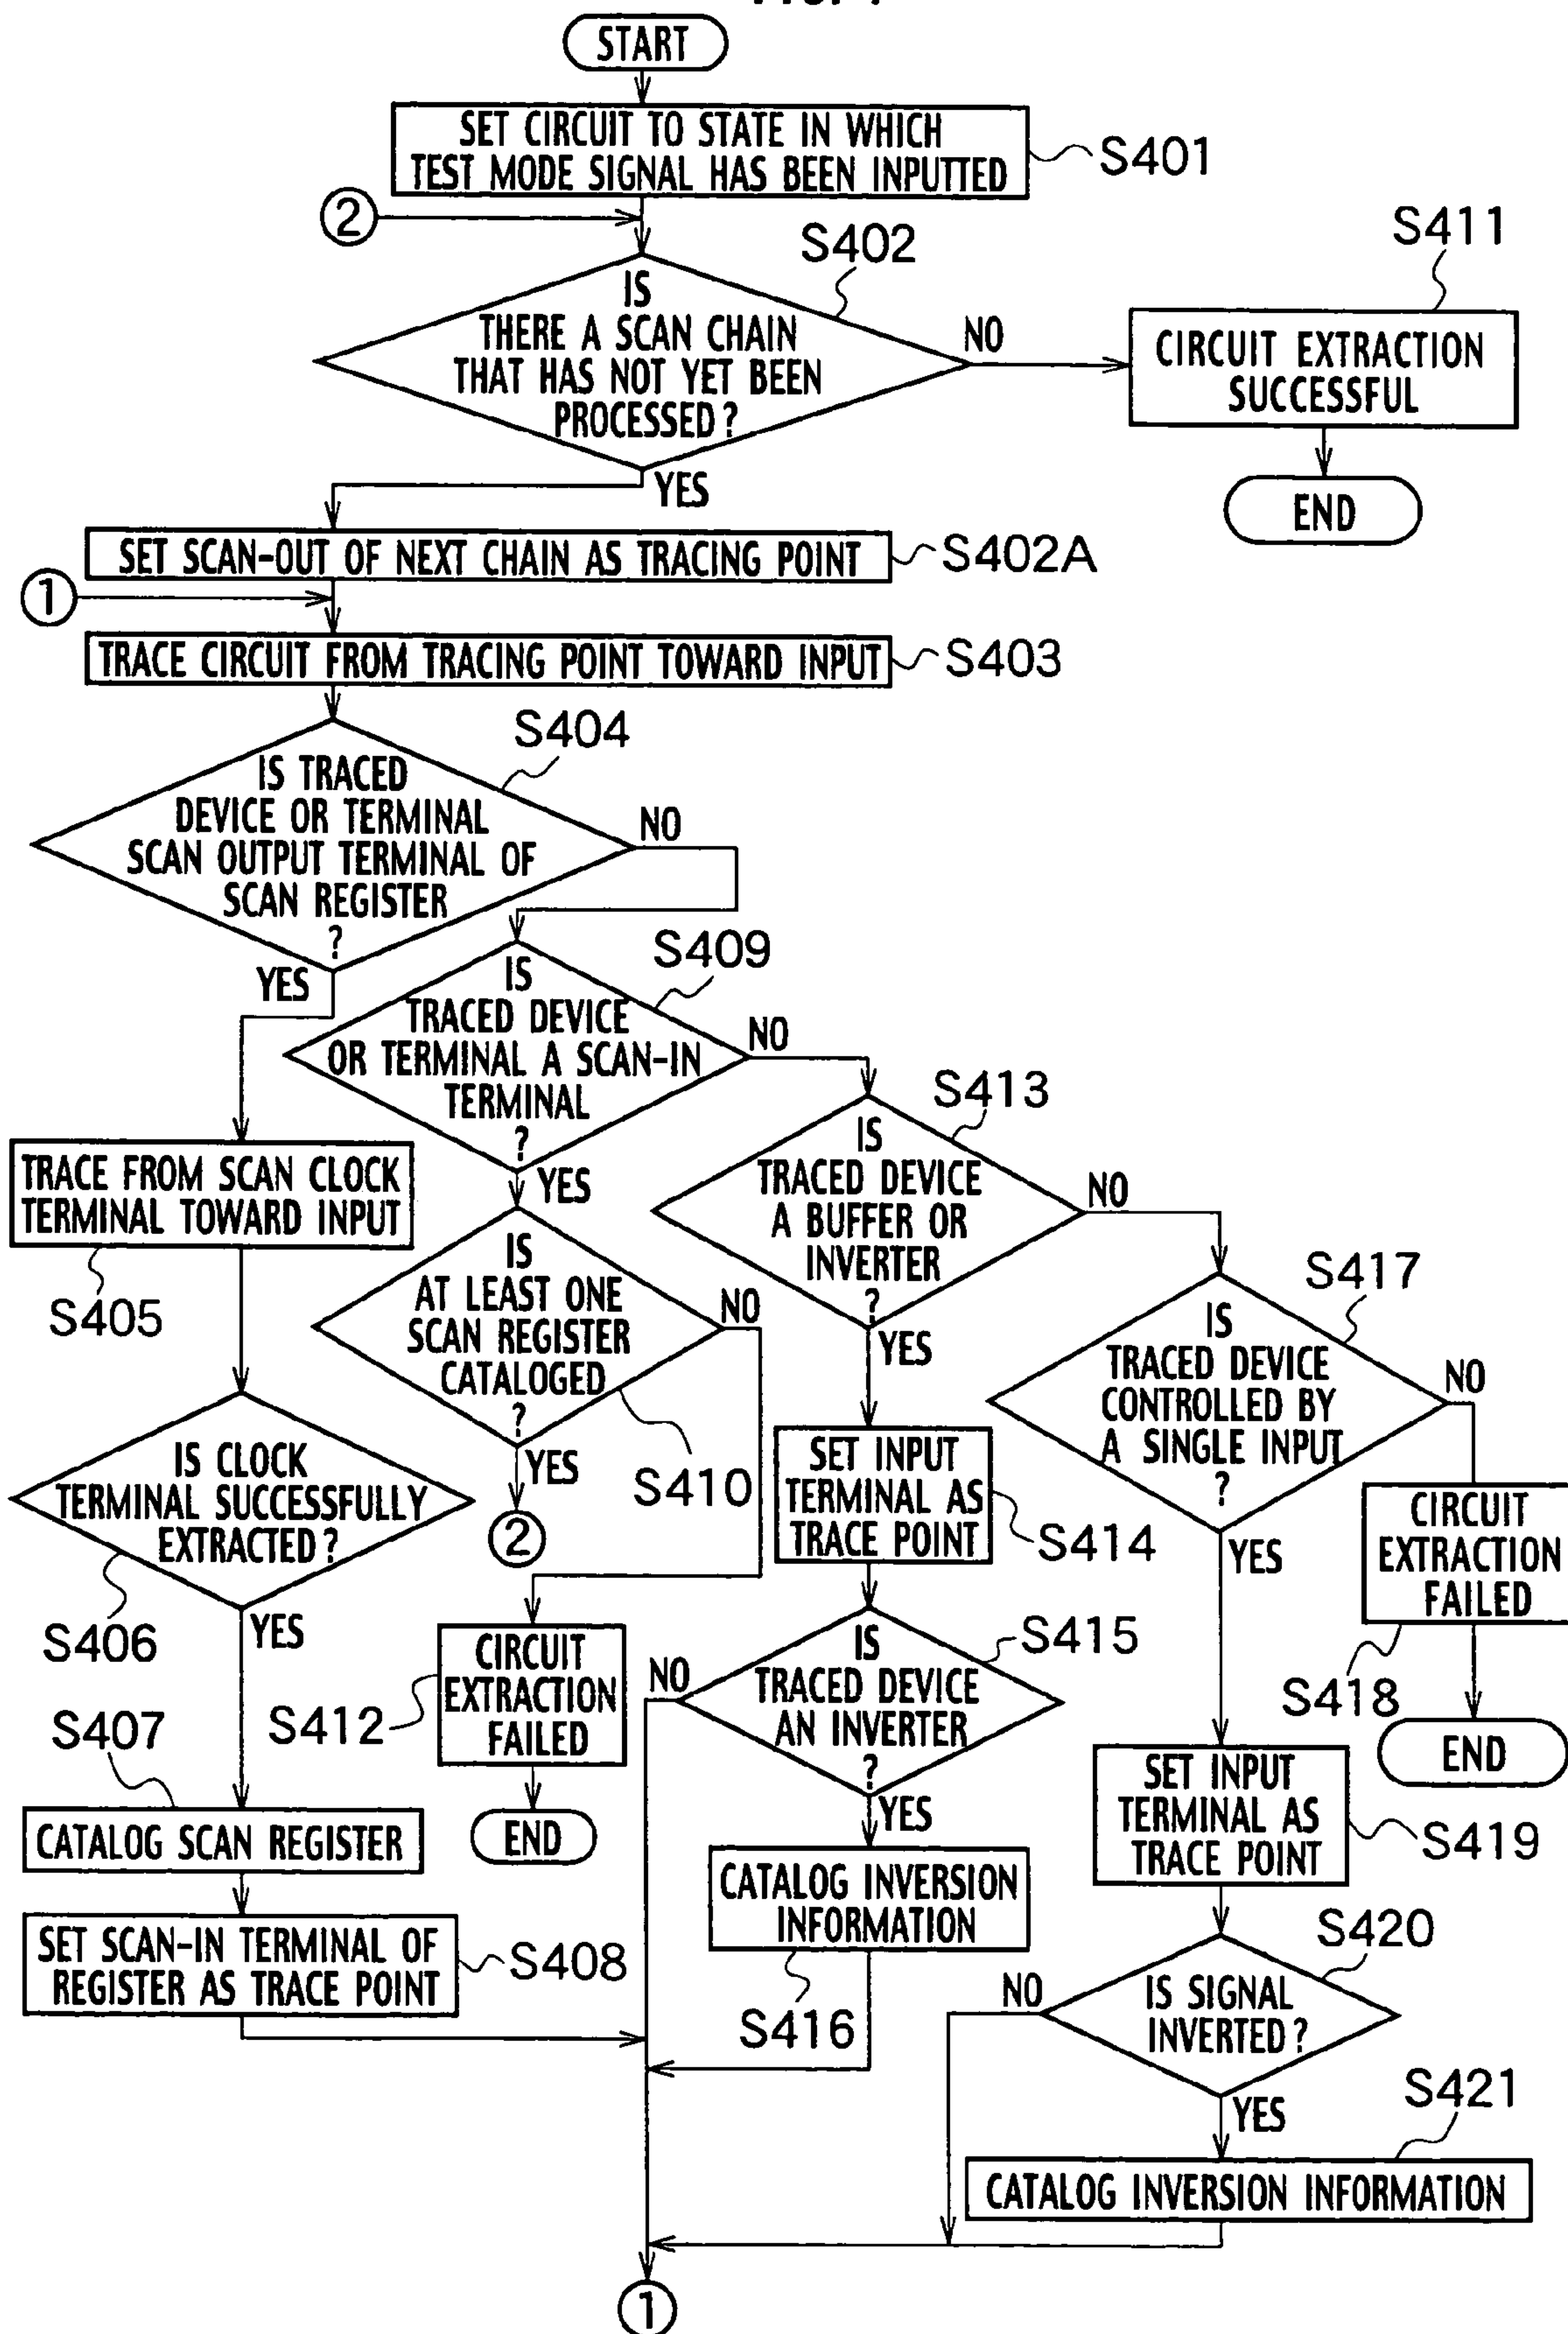 START
SET CIRCUIT TO STATE IN WHICH
TEST MODE SIGNAL HAS BEEN INPUTTED
S401
2
S402
S411
IS
THERE A SCAN CHAIN
THAT HAS NOT YET BEEN
PROCESSED?
NO
CIRCUIT EXTRACTION
SUCCESSFUL
YES
END
SET SCAN-OUT OF NEXT CHAIN AS TRACING POINT
S402A
1
TRACE CIRCUIT FROM TRACING POINT TOWARD INPUT
S403
S404
IS TRACED
DEVICE OR TERMINAL
SCAN OUTPUT TERMINAL OF
SCAN REGISTER
?
NO
YES
S409
IS
TRACED DEVICE
OR TERMINAL A SCAN-IN
TERMINAL
?
NO
YES
S413
IS
TRACED DEVICE
A BUFFER OR
INVERTER
?
NO
YES
TRACE FROM SCAN CLOCK
TERMINAL TOWARD INPUT
S405
IS
AT LEAST ONE
SCAN REGISTER
CATALOGED
?
NO
YES
S410
2
S417
IS
TRACED DEVICE
CONTROLLED BY
A SINGLE INPUT
?
NO
YES
IS CLOCK
TERMINAL SUCCESSFULLY
EXTRACTED?
S406
YES
SET INPUT
TERMINAL AS
TRACE POINT
S414
CIRCUIT
EXTRACTION
FAILED
S418
END
CIRCUIT
EXTRACTION
FAILED
S412
END
IS
TRACED DEVICE
AN INVERTER
?
S415
NO
YES
S407
CATALOG SCAN REGISTER
SET INPUT
TERMINAL AS
TRACE POINT
S419
CATALOG INVERSION
INFORMATION
S416
SET SCAN-IN TERMINAL OF
REGISTER AS TRACE POINT
S408
S420
IS SIGNAL
INVERTED?
NO
YES
S421
CATALOG INVERSION INFORMATION
1